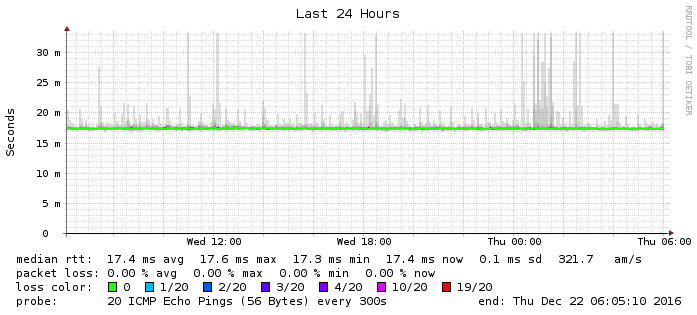 Last 24 Hours
RRDTOOL / TOBI OETIKER
Seconds
30 m
25 m
20 m
15 m
10 m
5 m
0
Wed 12:00 Wed 18:00 Thu 00:00 Thu 06:00
median rtt: 17.4 ms avg 17.6 ms max 17.3 ms min 17.4 ms now 0.1 ms sd 321.7 am/s
packet loss: 0.00 % avg 0.00 % max 0.00 % min 0.00 % now
loss color: 0 1/20 2/20 3/20 4/20 10/20 19/20
probe: 20 ICMP Echo Pings (56 Bytes) every 300s end: Thu Dec 22 06:05:10 2016